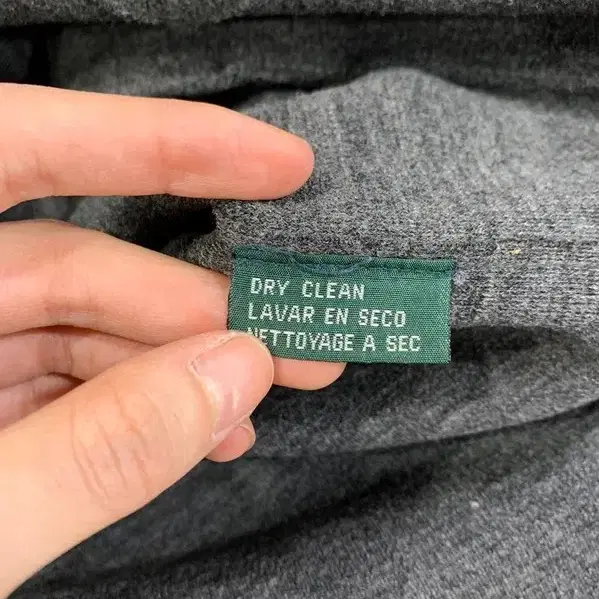 DRY CLEAN
LAVAR EN SECO
NETTOYAGE A SEC